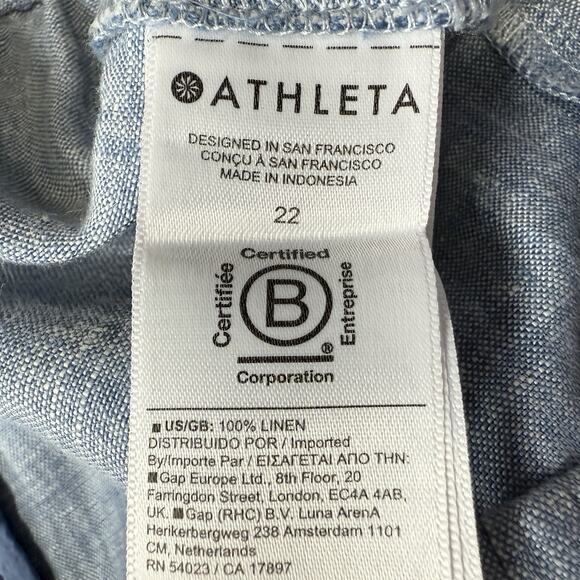 ATHLETA
DESIGNED IN SAN FRANCISCO
CONÇU À SAN FRANCISCO
MADE IN INDONESIA
22
Certified
Certifiée
B
Entreprise
®
Corporation
US/GB: 100% LINEN
DISTRIBUIDO POR / Imported
By/Importe Par / ΕΙΣΑΓΕΤΑΙ ΑΠΟ ΤΗΝ:
Gap Europe Ltd., 8th Floor, 20
Farringdon Street, London, EC4A 4AB,
UK. Gap (RHC) B.V. Luna ArenA
Herikerbergweg 238 Amsterdam 1101
CM, Netherlands
RN 54023 / CA 17897